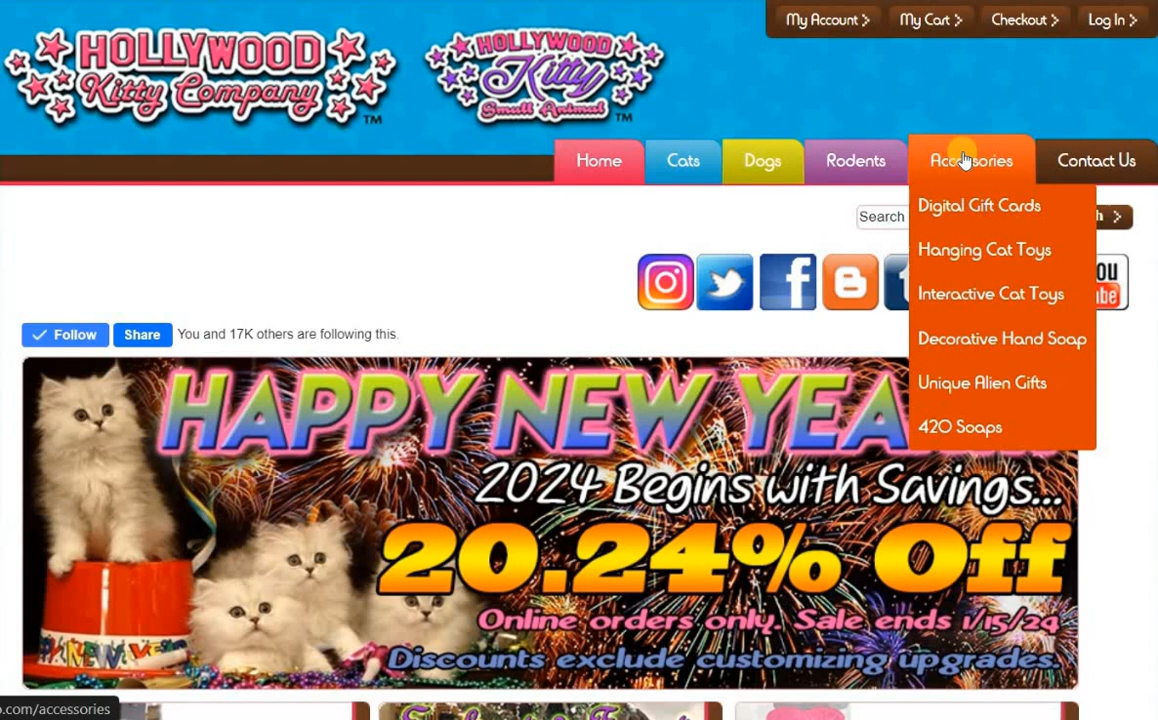 My Account > My Cart > Checkout > Log In >
HOLLYWOOD
Kitty Company TM
HOLLYWOOD
Kitty
Small Animal TM
Home Cats Dogs Rodents Accessories Contact Us
Digital Gift Cards
Search
Hanging Cat Toys
Interactive Cat Toys
Decorative Hand Soap
Unique Alien Gifts
420 Soaps
Follow Share You and 17K others are following this.
HAPPY NEW YEA
2024 Begins with Savings...
20.24% Off
Online orders only. Sale ends 1/15/24
Discounts exclude customizing upgrades.
o.com/accessories